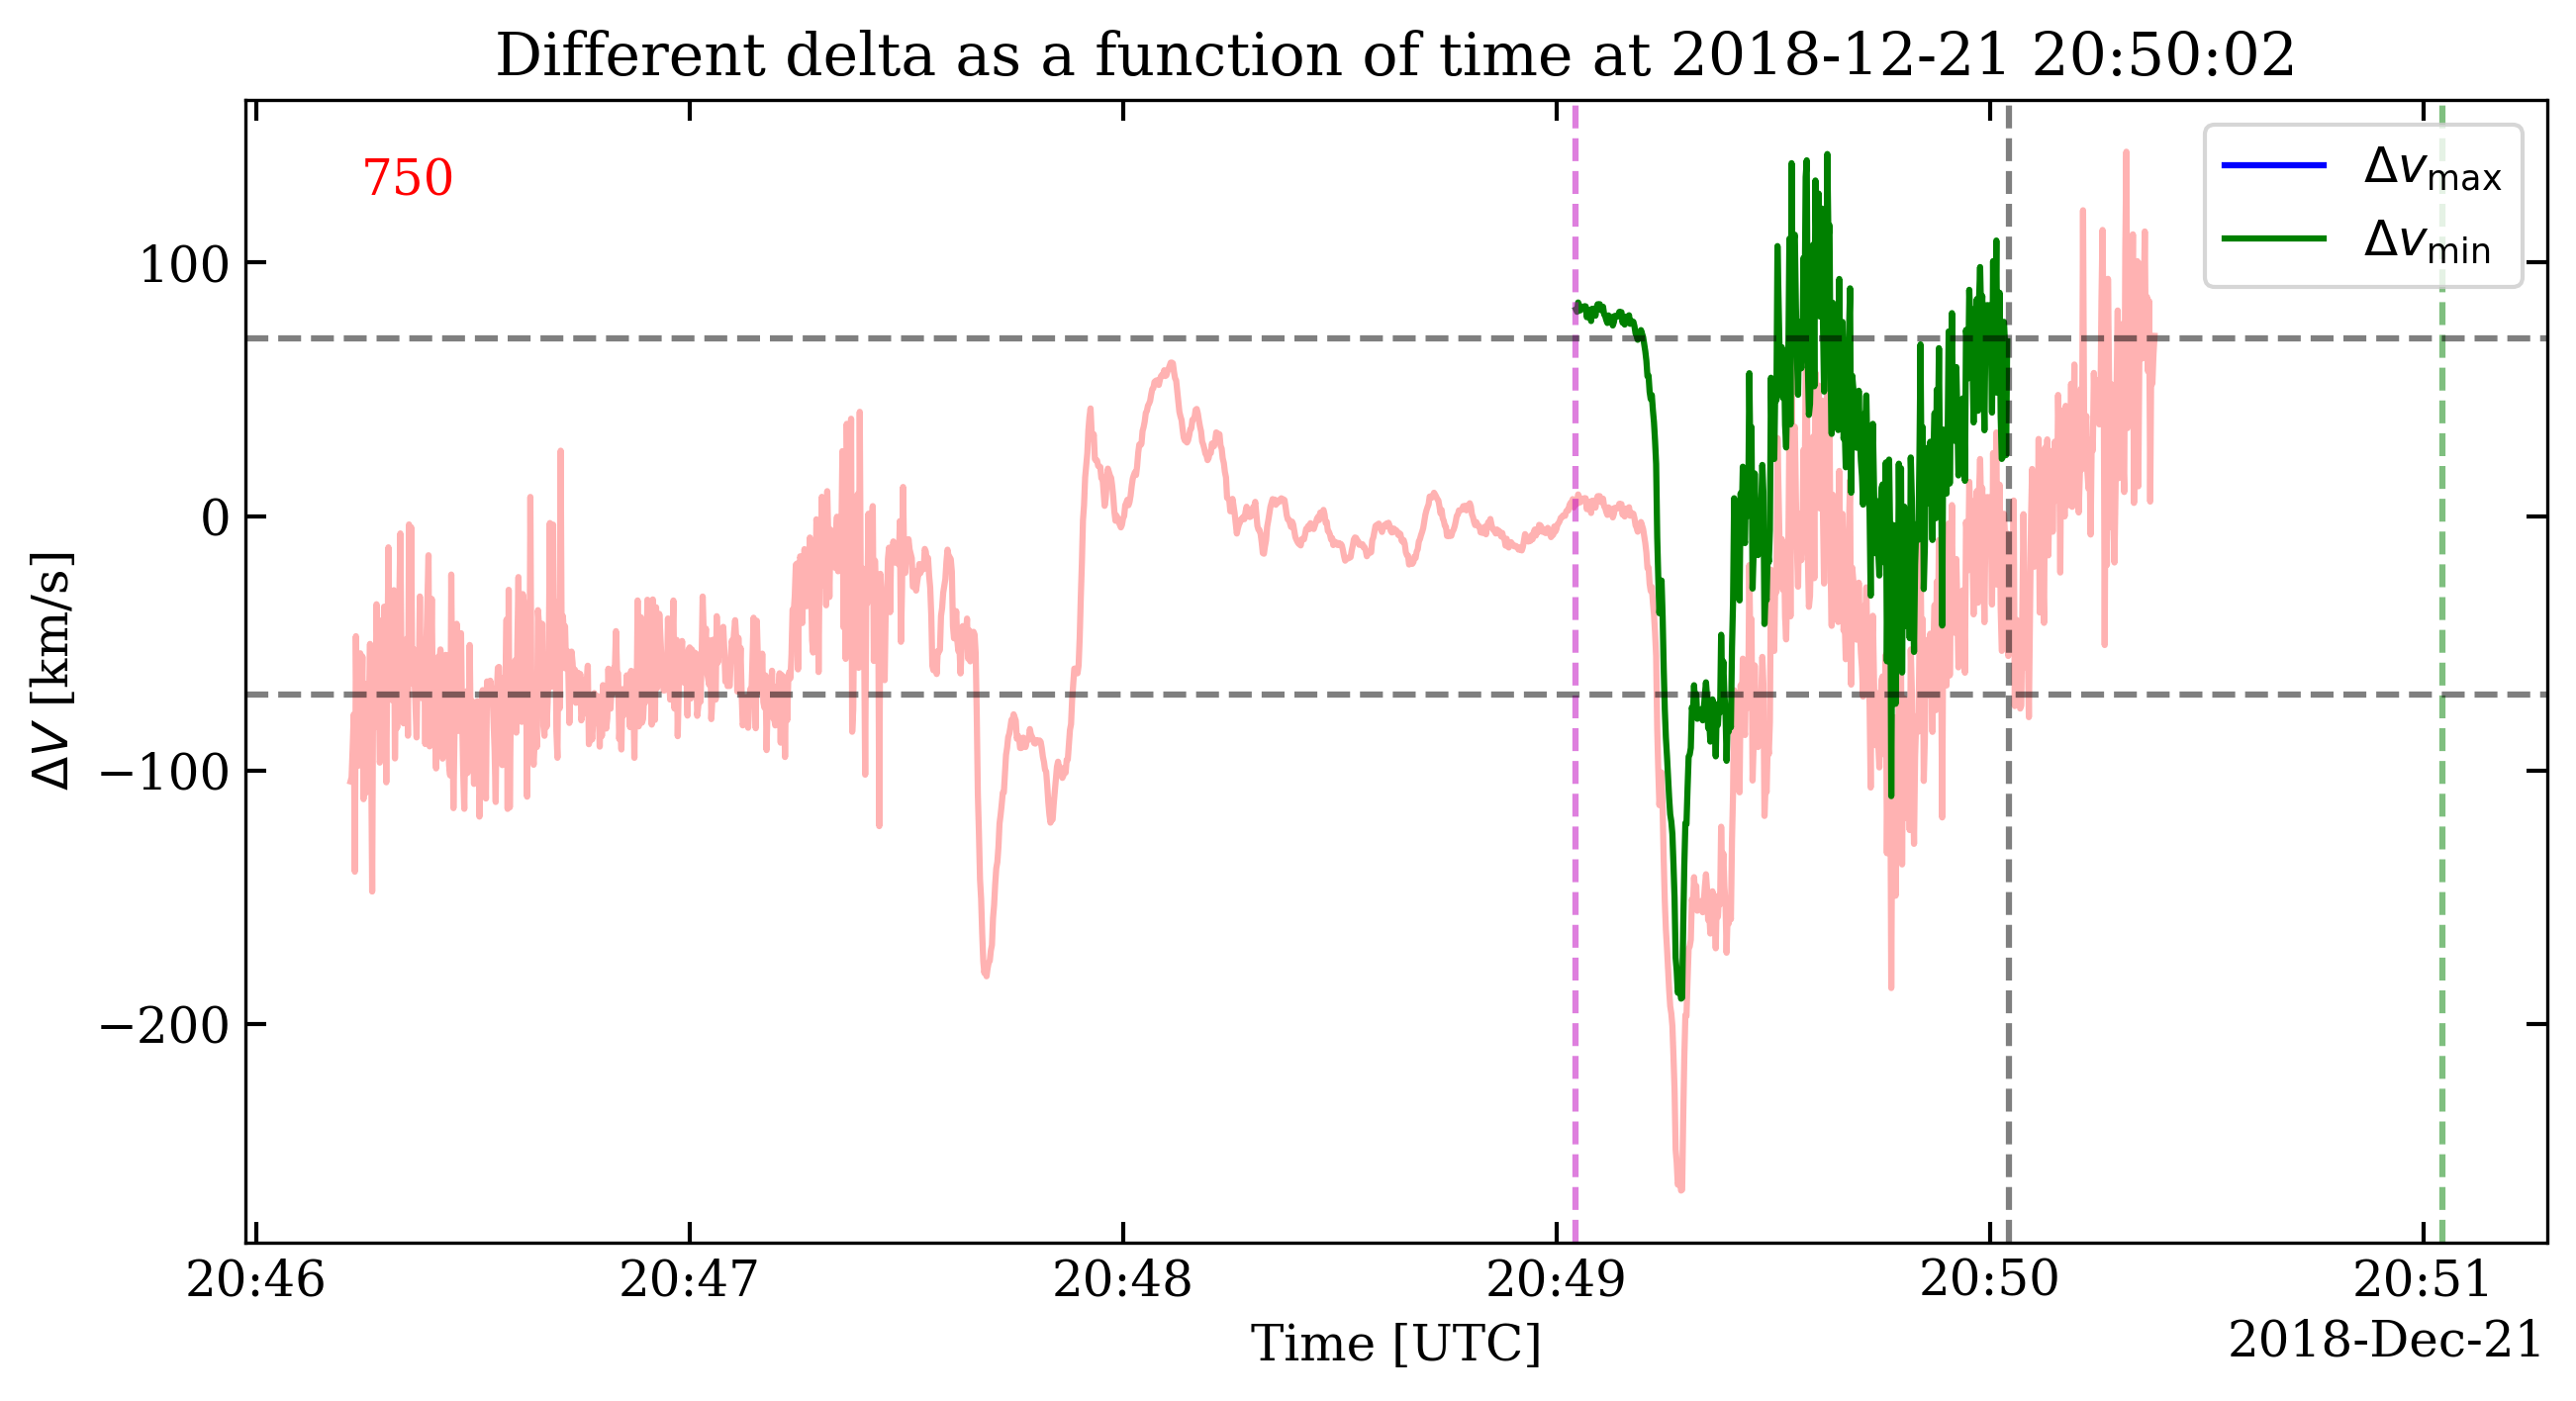 Different delta as a function of time at 2018-12-21 20:50:02
750
Δv_max
Δv_min
100
0
−100
−200
ΔV [km/s]
20:46 20:47 20:48 20:49 20:50 20:51
Time [UTC]
2018-Dec-21